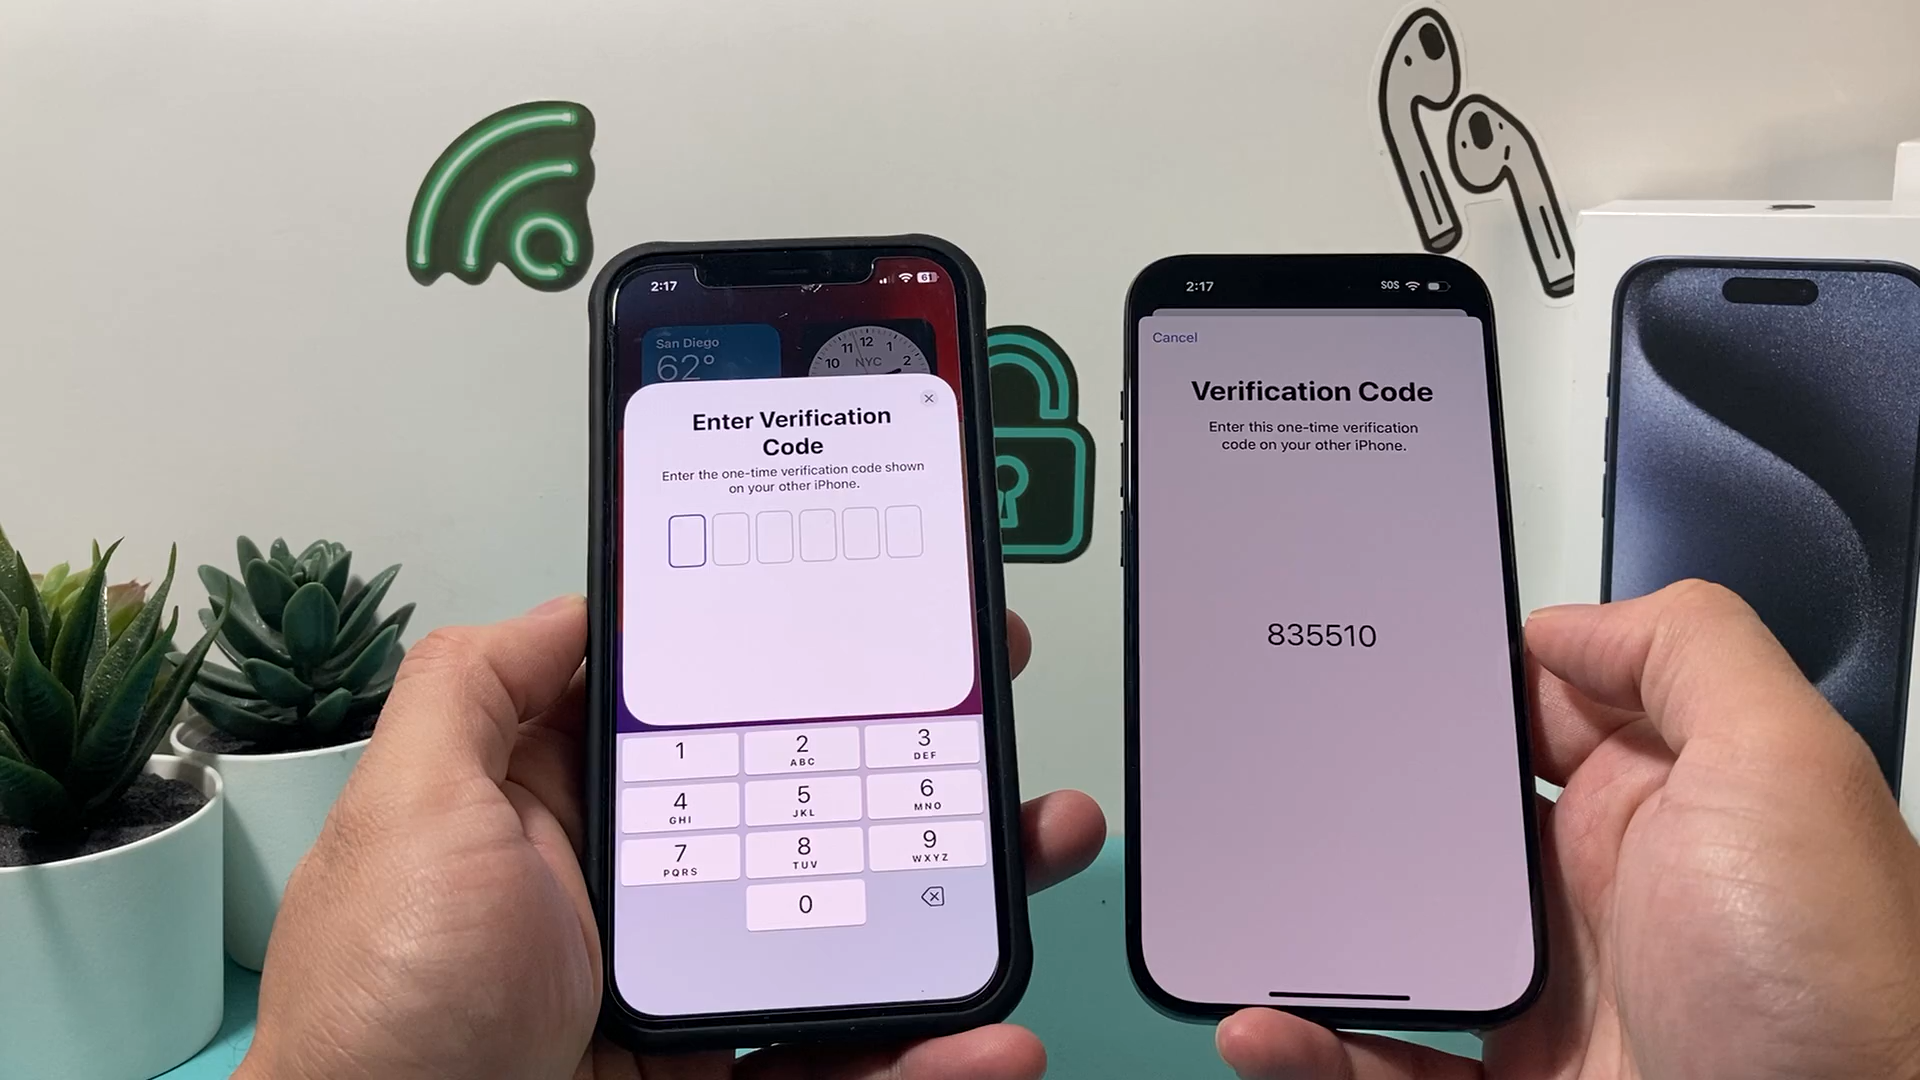 2:17
61
San Diego
62°
11 12 1
10 NYC 2
Enter Verification
Code
Enter the one-time verification code shown
on your other iPhone.
1
2
ABC
3
DEF
4
GHI
5
JKL
6
MNO
7
PQRS
8
TUV
9
WXYZ
0
2:17
SOS
Cancel
Verification Code
Enter this one-time verification
code on your other iPhone.
835510